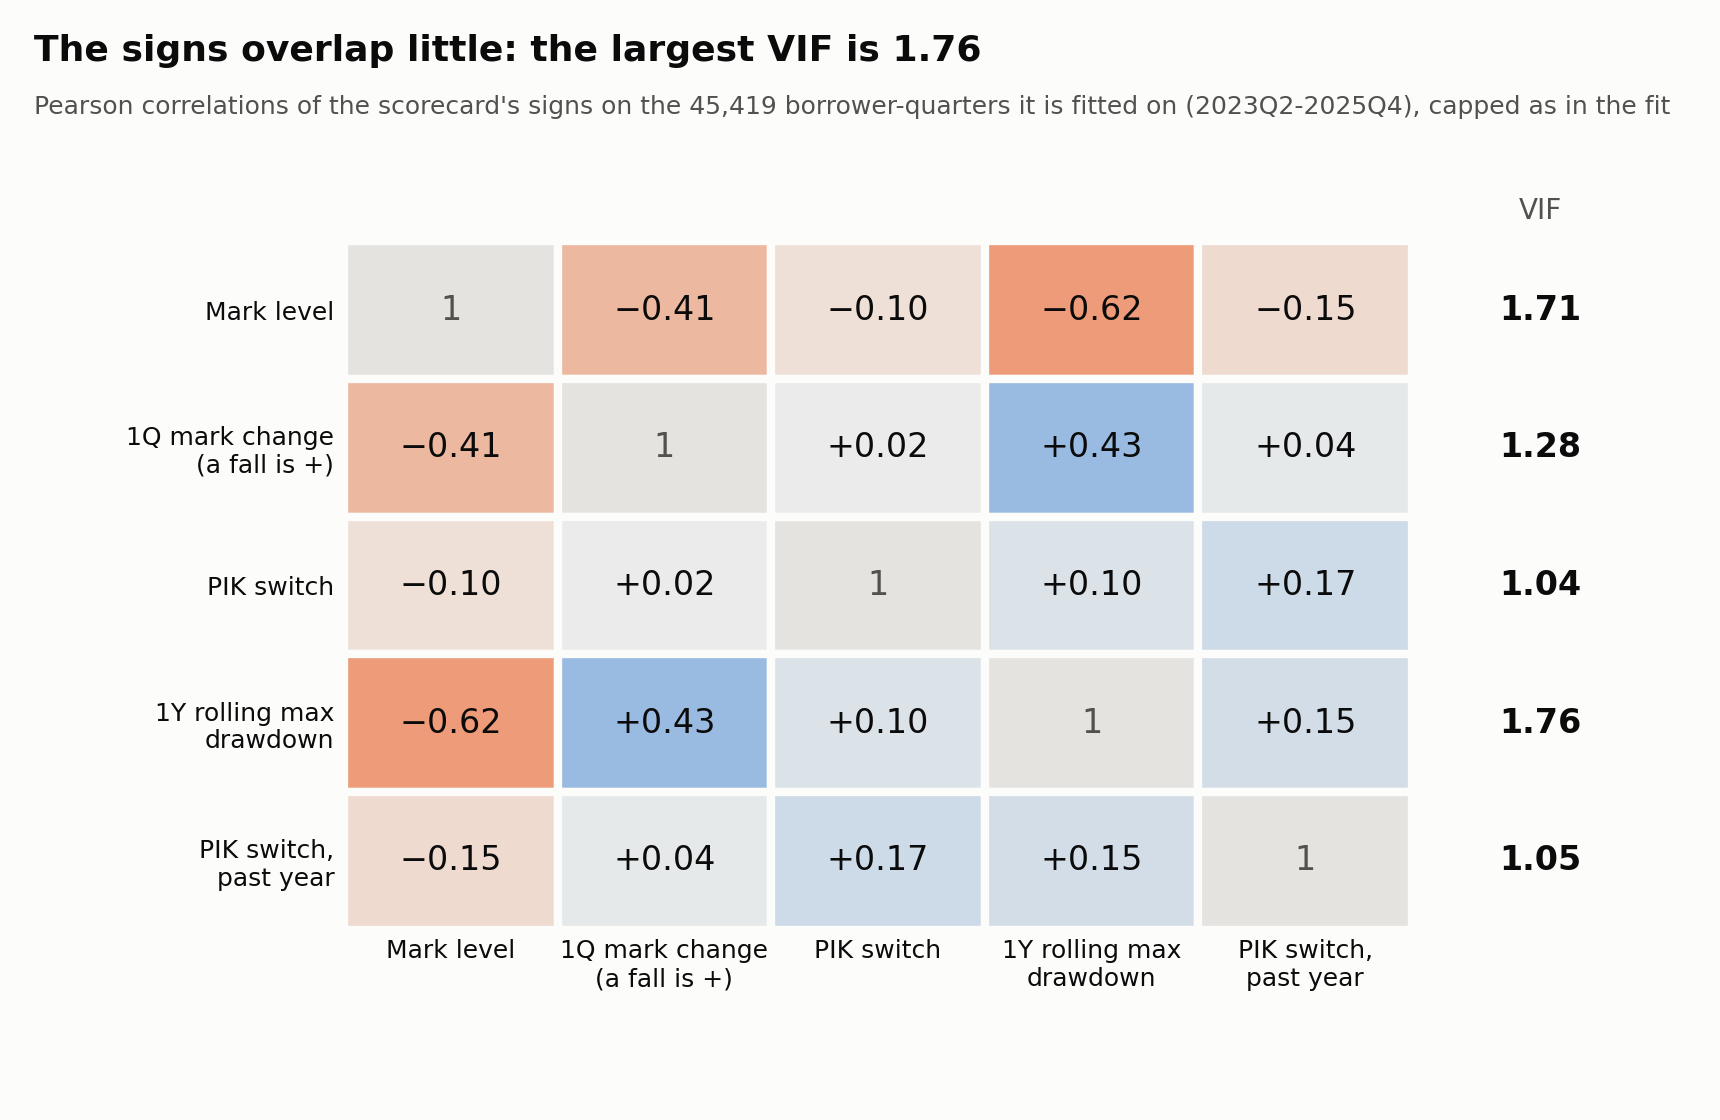 The signs overlap little: the largest VIF is 1.76
Pearson correlations of the scorecard's signs on the 45,419 borrower-quarters it is fitted on (2023Q2-2025Q4), capped as in the fit
VIF
Mark level 1 −0.41 −0.10 −0.62 −0.15 1.71
1Q mark change
(a fall is +) −0.41 1 +0.02 +0.43 +0.04 1.28
PIK switch −0.10 +0.02 1 +0.10 +0.17 1.04
1Y rolling max
drawdown −0.62 +0.43 +0.10 1 +0.15 1.76
PIK switch,
past year −0.15 +0.04 +0.17 +0.15 1 1.05
Mark level 1Q mark change PIK switch 1Y rolling max PIK switch,
(a fall is +) drawdown past year